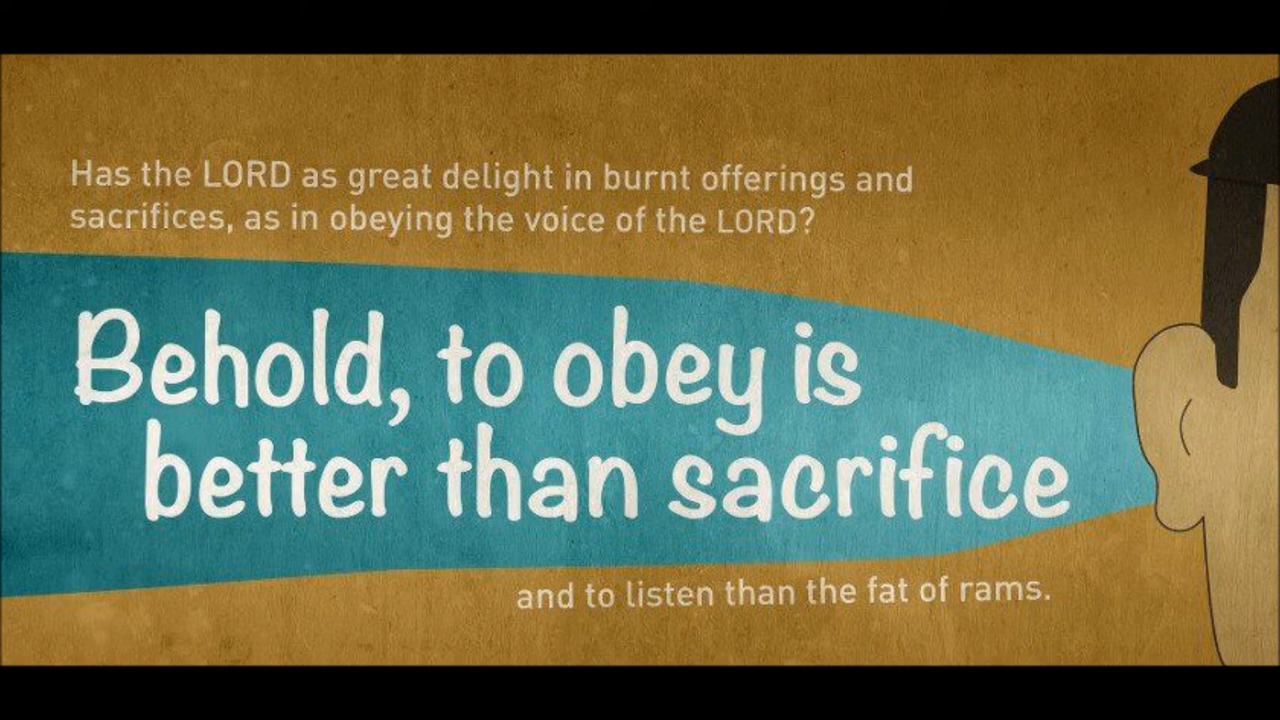 Has the LORD as great delight in burnt offerings and
sacrifices, as in obeying the voice of the LORD?
Behold, to obey is
better than sacrifice
and to listen than the fat of rams.